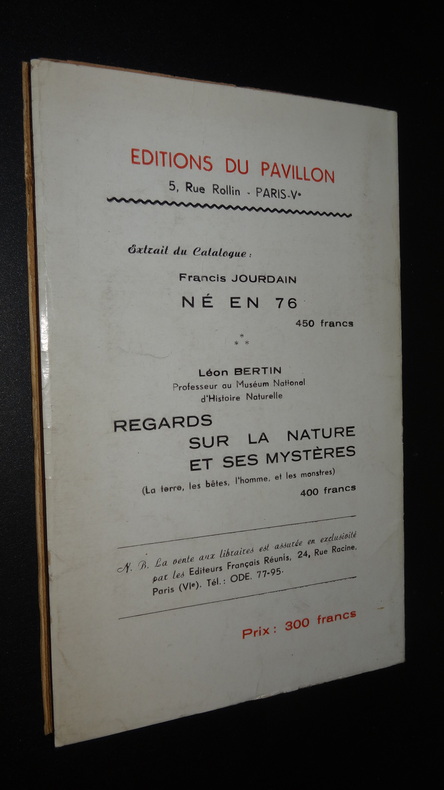 EDITIONS DU PAVILLON
5, Rue Rollin - PARIS-Vᵉ
Extrait du Catalogue :
Francis JOURDAIN
NÉ EN 76
450 francs
Léon BERTIN
Professeur au Muséum National
d'Histoire Naturelle
REGARDS
SUR LA NATURE
ET SES MYSTÈRES
(La terre, les bêtes, l'homme, et les monstres)
400 francs
N. B. La vente aux libraires est assurée en exclusivité
par les Editeurs Français Réunis, 24, Rue Racine,
Paris (VIᵉ). Tél. : ODE. 77-95.
Prix : 300 francs